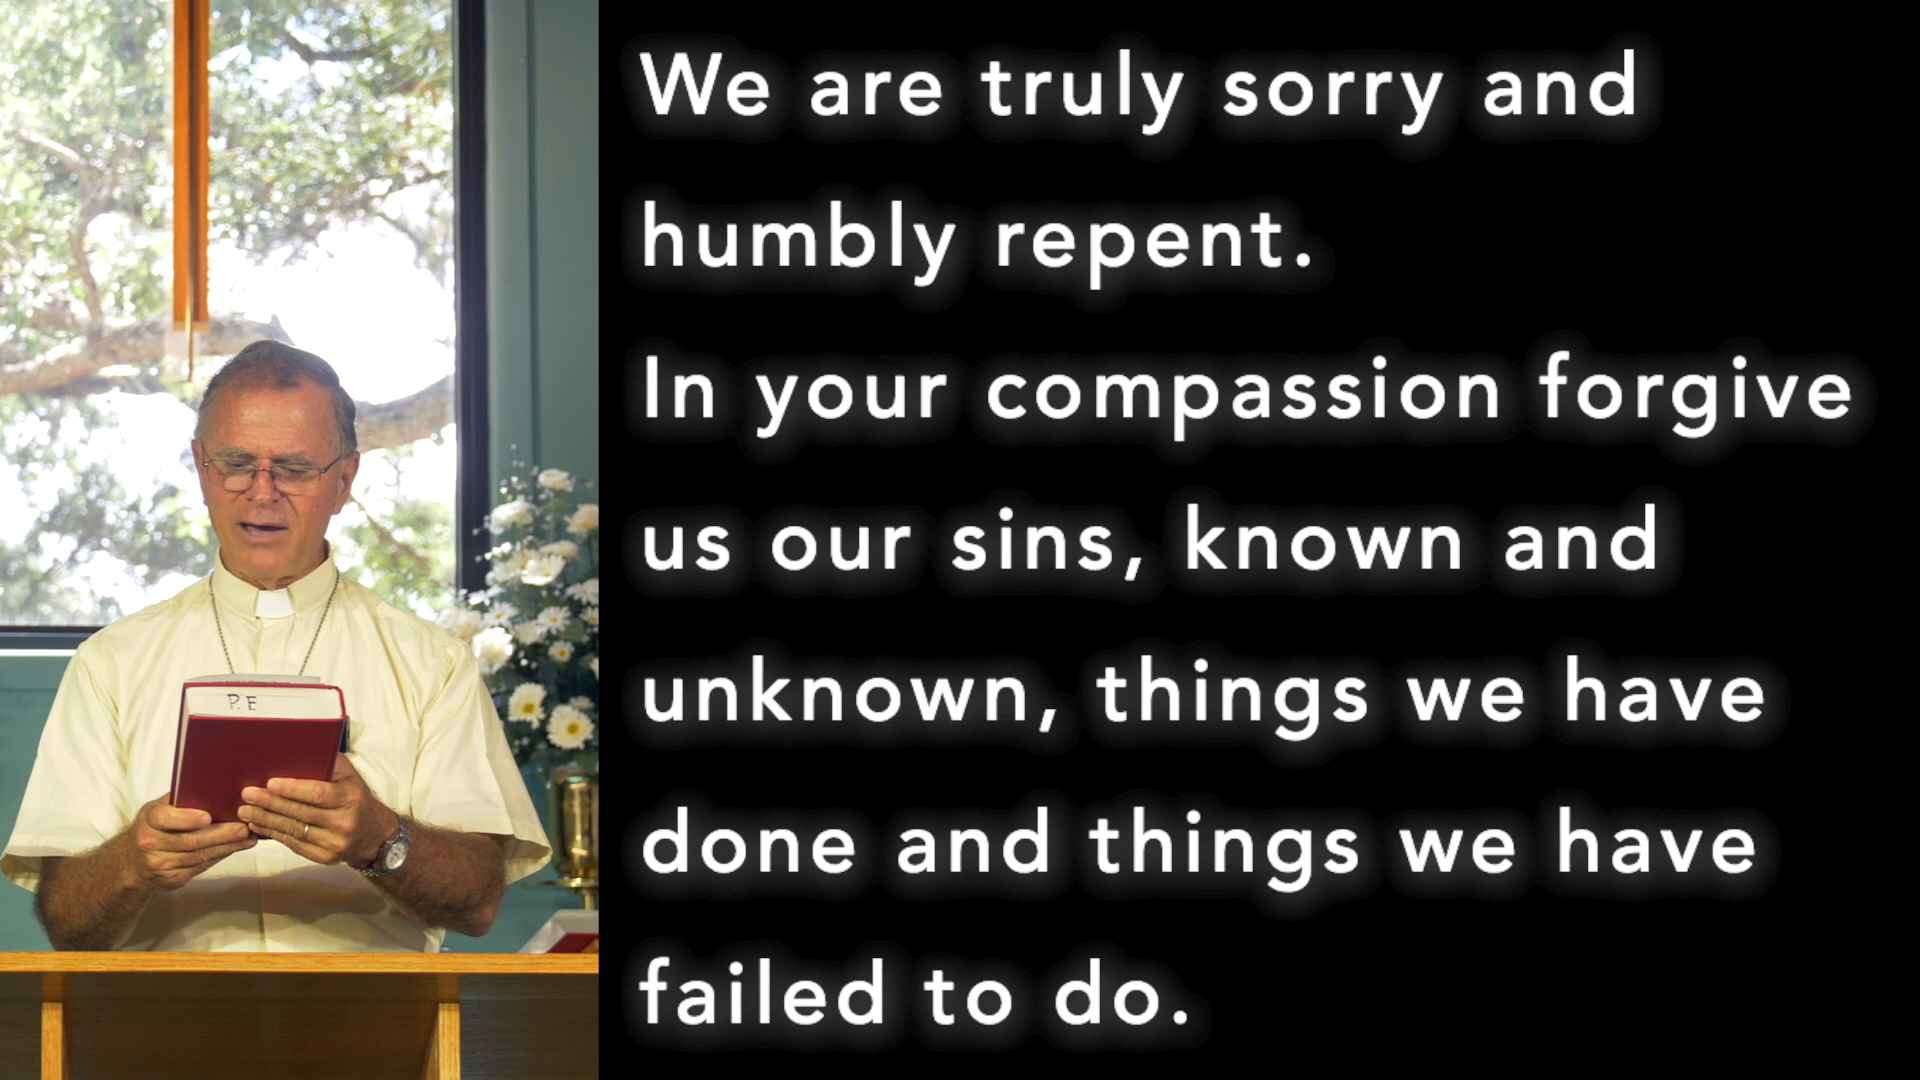 We are truly sorry and
humbly repent.
In your compassion forgive
us our sins, known and
unknown, things we have
done and things we have
failed to do.
P.E